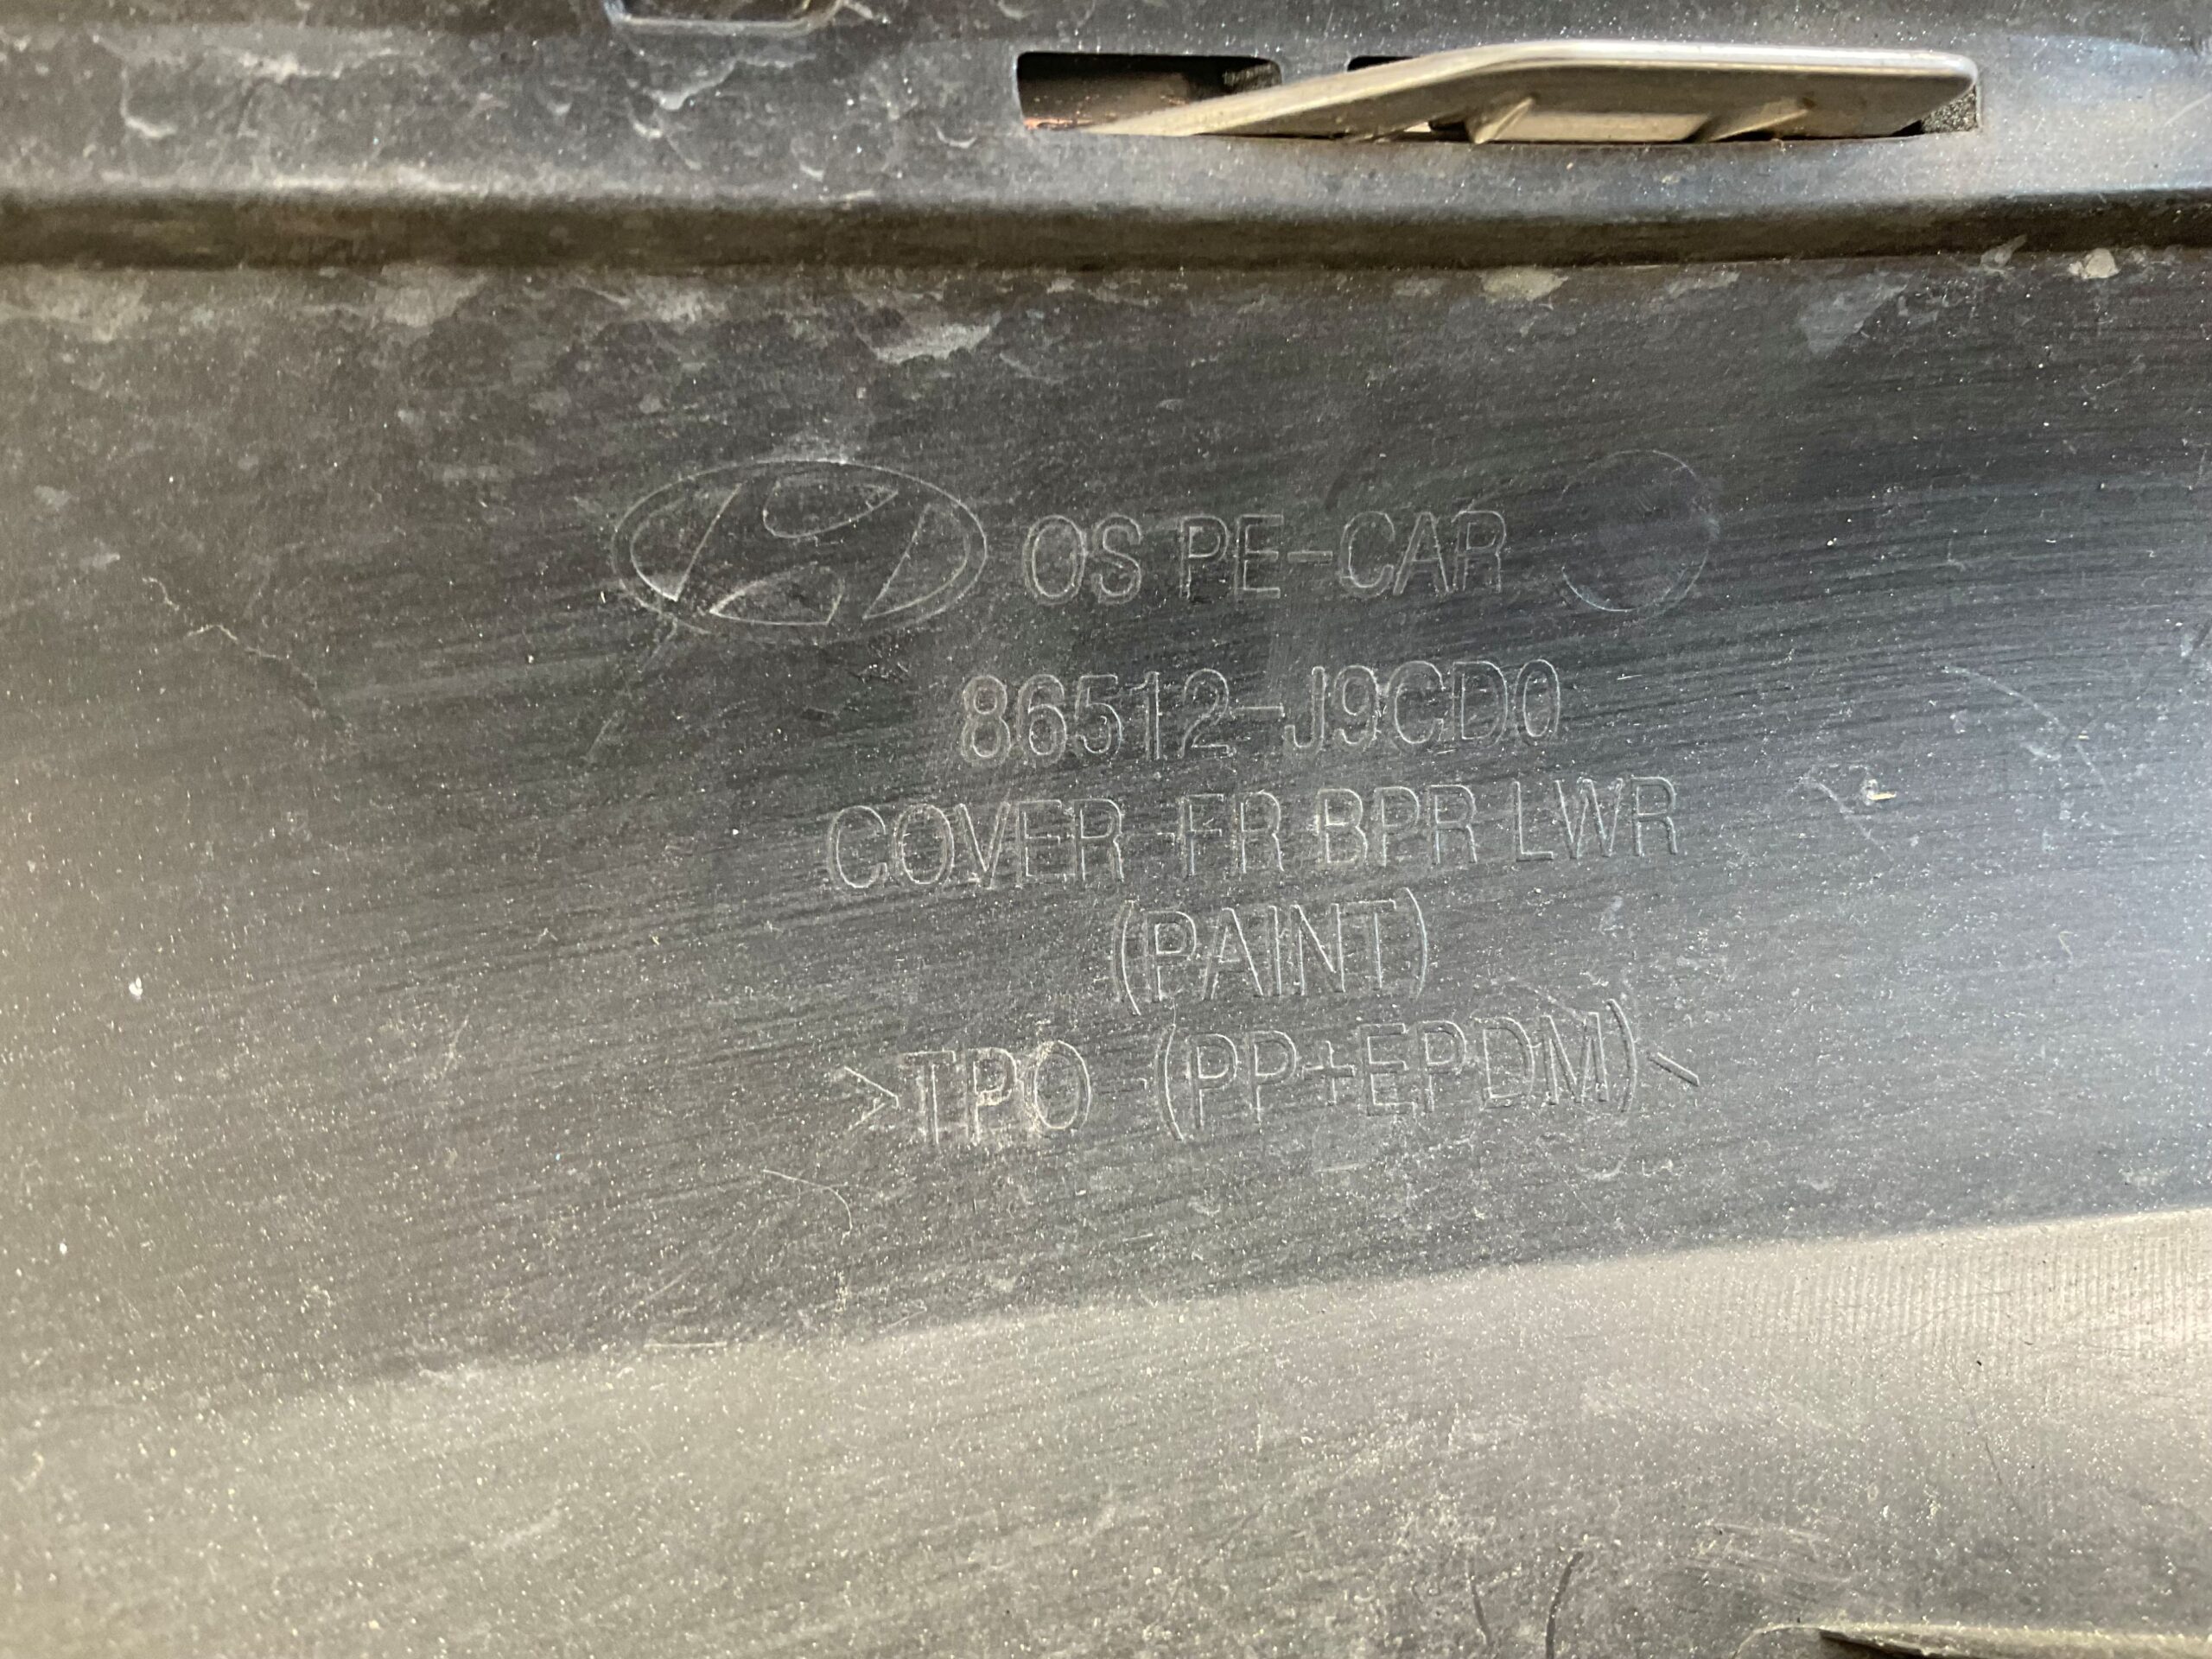 OS PE-CAR
86512-J9CD0
COVER-FR BPR LWR
(PAINT)
>TPO (PP+EPDM)<